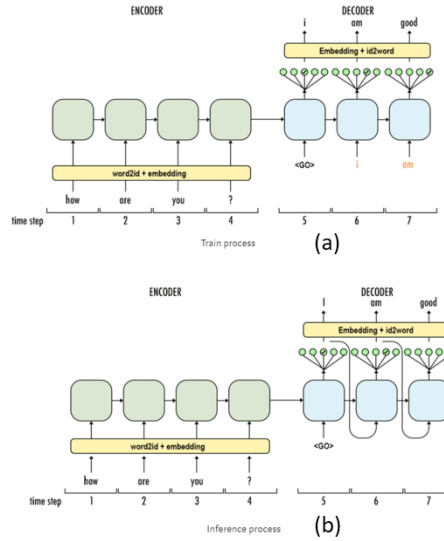 ENCODER DECODER
i am good
Embedding + id2word
<GO> i am
word2id + embedding
how are you ?
time step 1 2 3 4 5 6 7
Train process (a)
ENCODER DECODER
I am good
Embedding + id2word
<GO>
word2id + embedding
how are you ?
time step 1 2 3 4 5 6 7
Inference process (b)